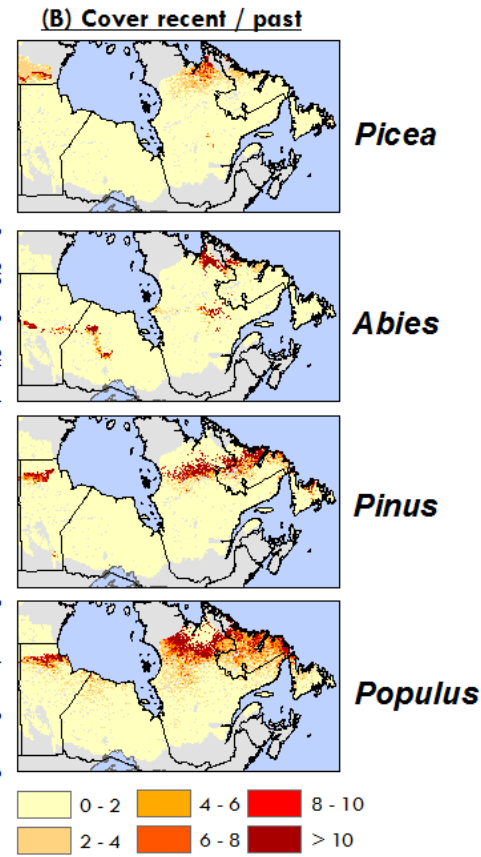 (B) Cover recent / past
Picea
Abies
Pinus
Populus
0 - 2
4 - 6
8 - 10
2 - 4
6 - 8
> 10